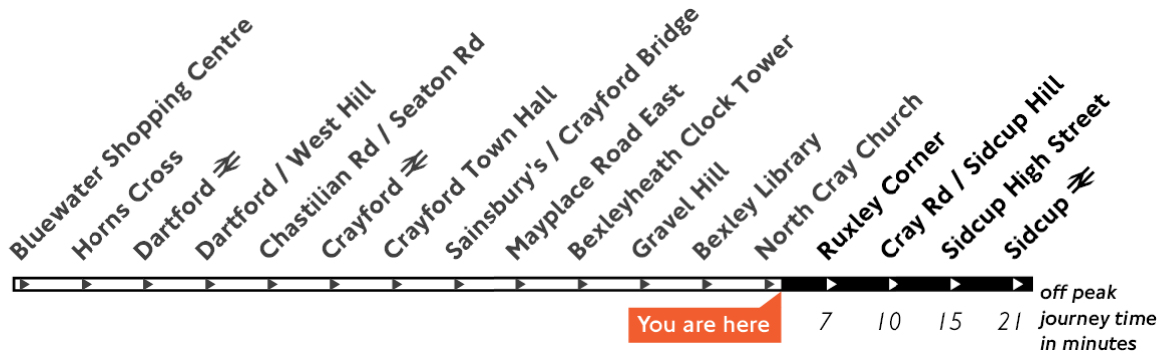 Bluewater Shopping Centre
Horns Cross
Dartford
Dartford / West Hill
Chastilian Rd / Seaton Rd
Crayford
Crayford Town Hall
Sainsbury's / Crayford Bridge
Mayplace Road East
Bexleyheath Clock Tower
Gravel Hill
Bexley Library
North Cray Church
Ruxley Corner
Cray Rd / Sidcup Hill
Sidcup High Street
Sidcup
You are here
7 10 15 21
off peak
journey time
in minutes